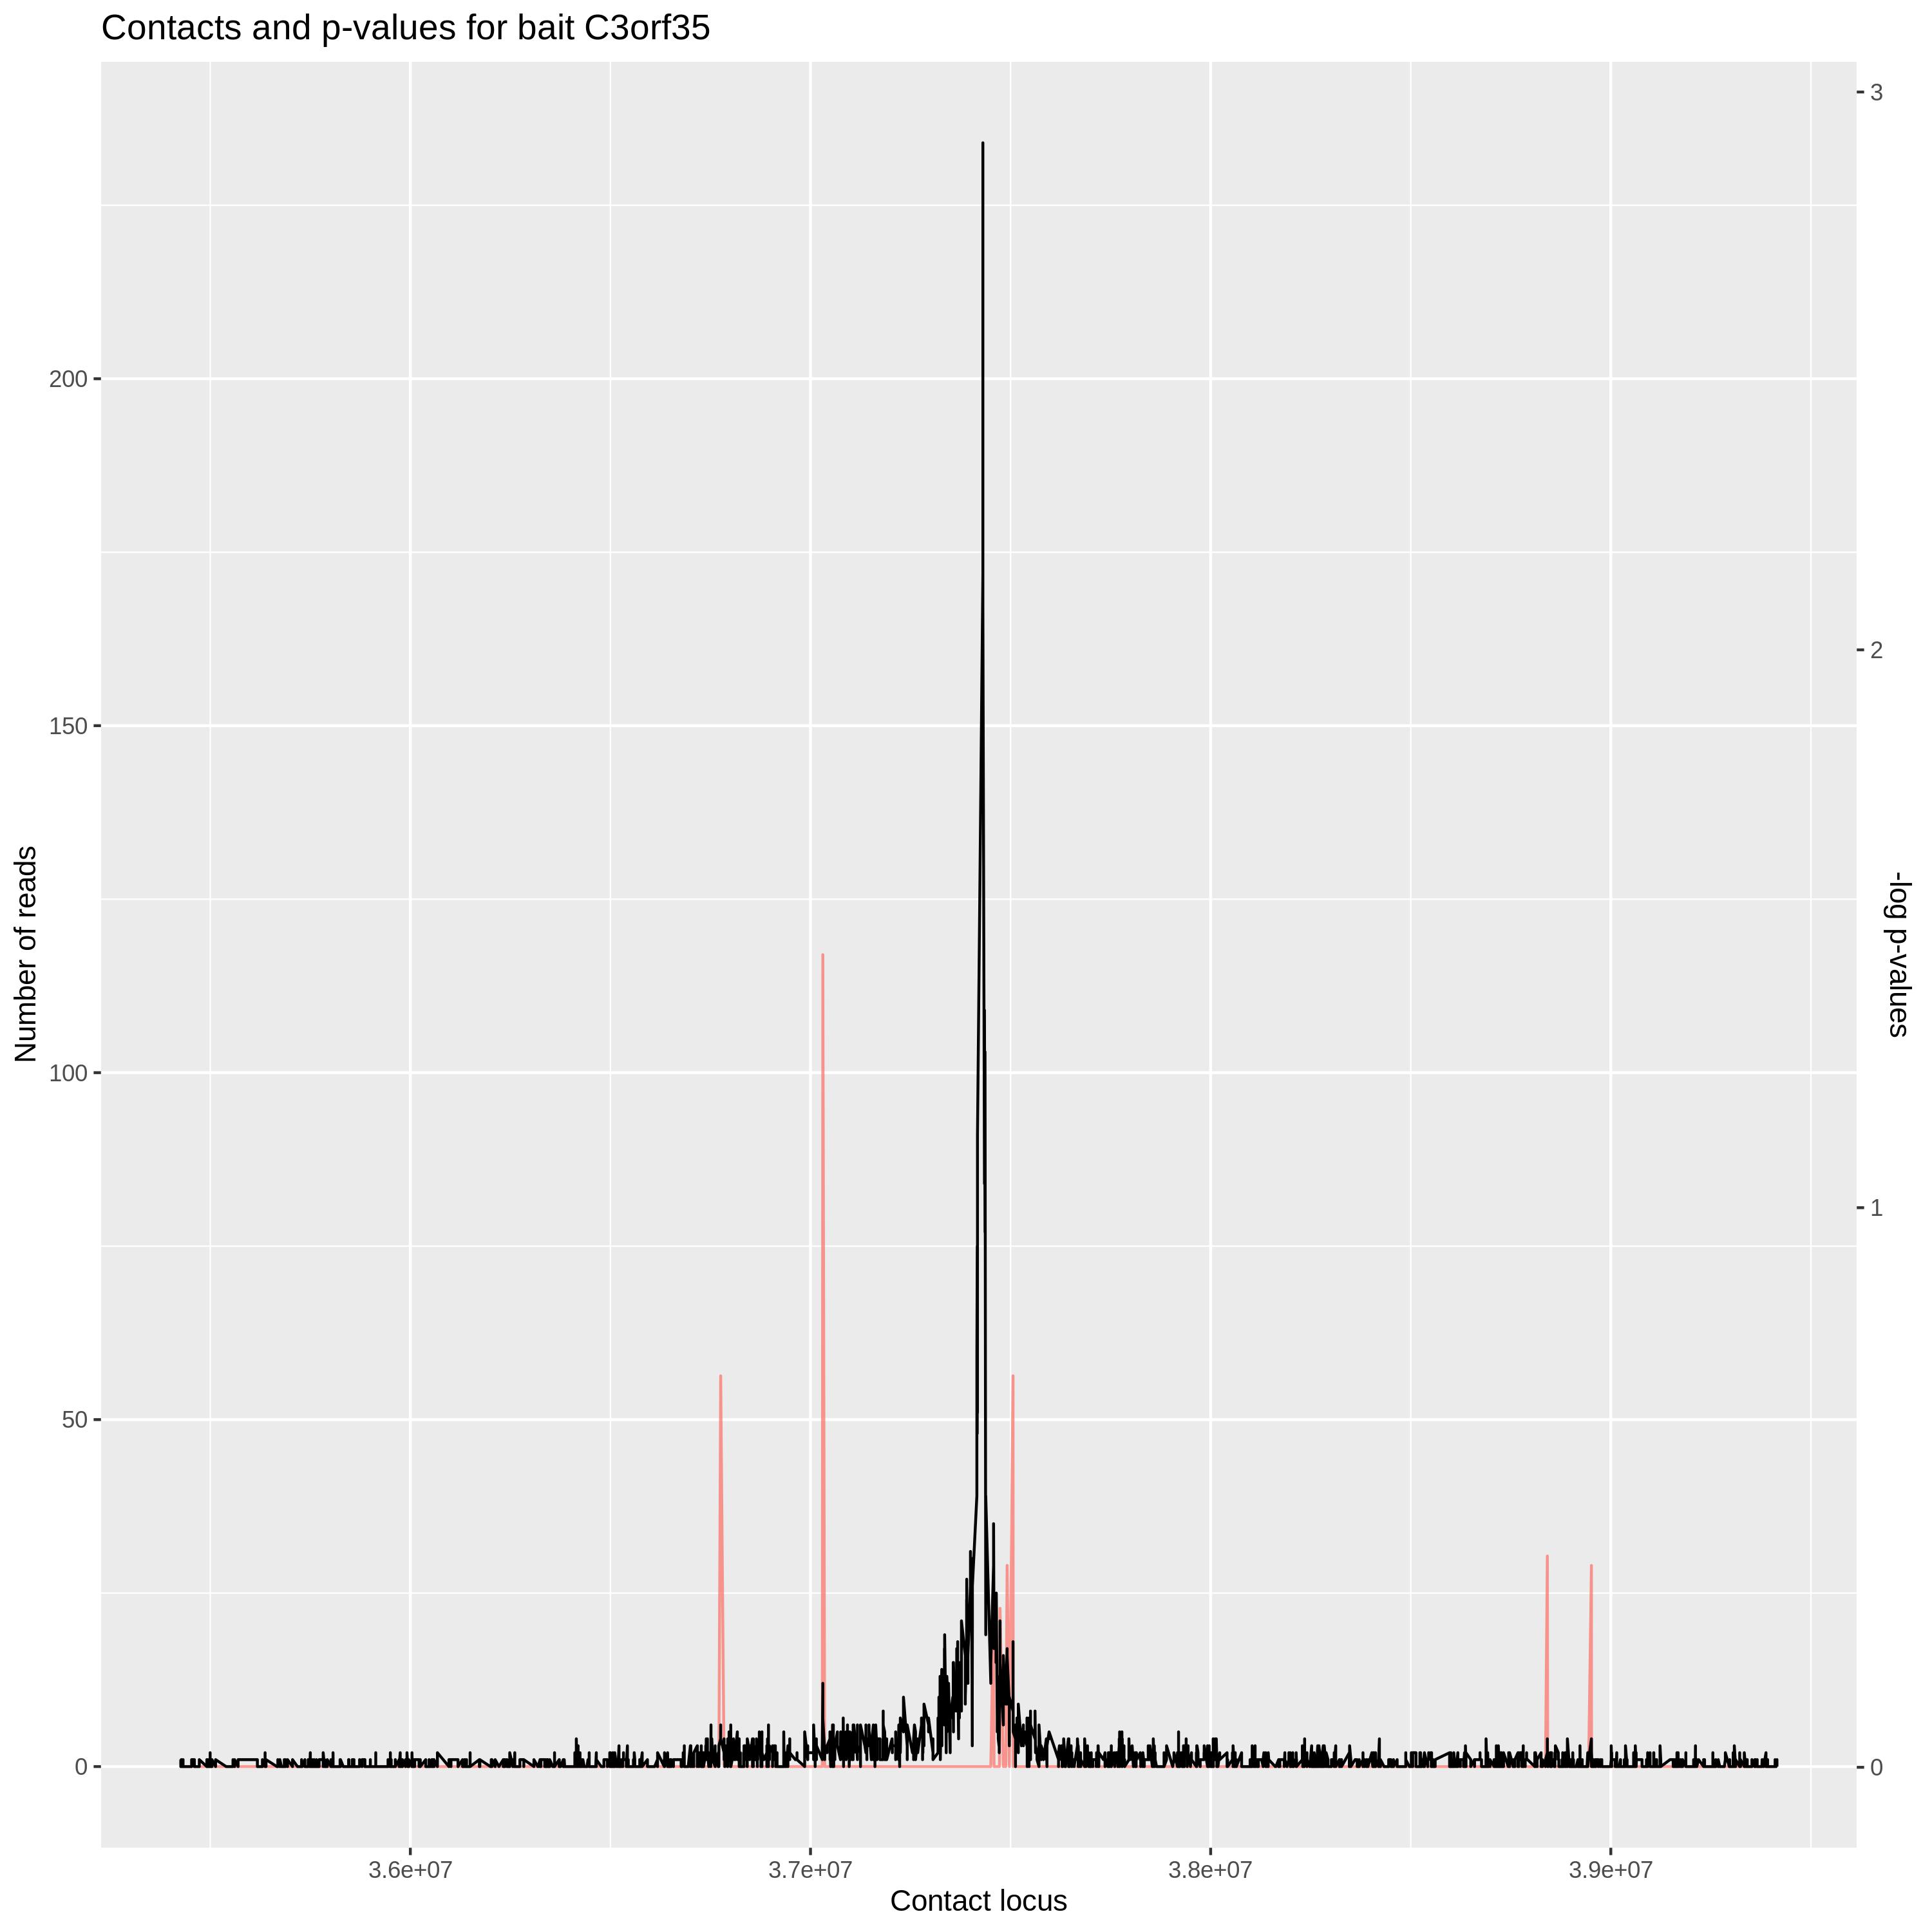 Contacts and p-values for bait C3orf35
Number of reads
200
150
100
50
0
3
2
1
0
-log p-values
3.6e+07
3.7e+07
3.8e+07
3.9e+07
Contact locus